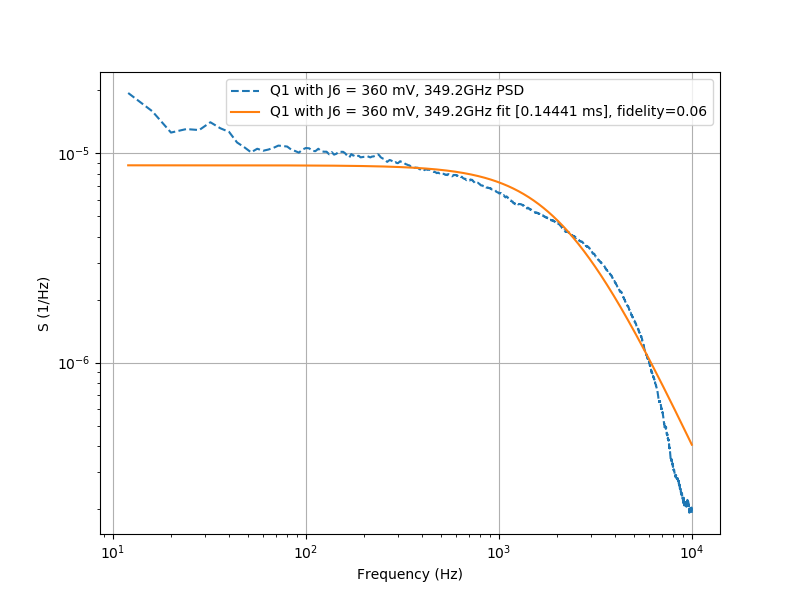 Q1 with J6 = 360 mV, 349.2GHz PSD
Q1 with J6 = 360 mV, 349.2GHz fit [0.14441 ms], fidelity=0.06
10⁻⁵
10⁻⁶
S (1/Hz)
10¹ 10² 10³ 10⁴
Frequency (Hz)